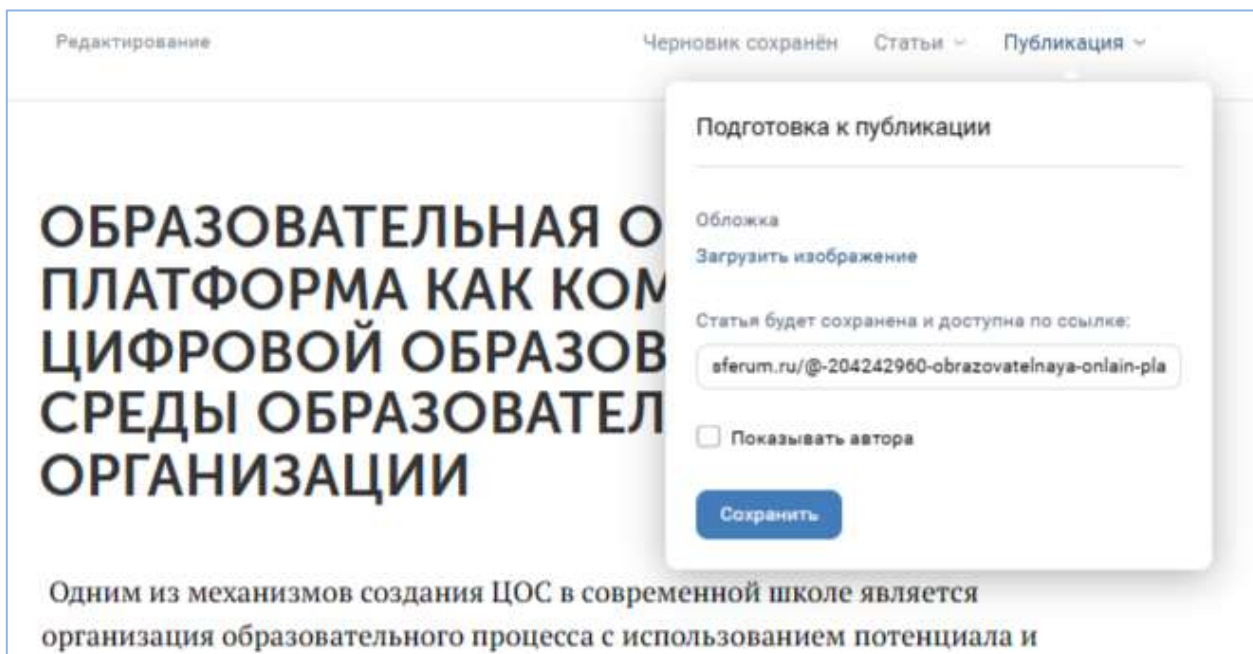 Редактирование
Черновик сохранён Статьи Публикация
Подготовка к публикации
Обложка
Загрузить изображение
Статья будет сохранена и доступна по ссылке:
sferum.ru/@-204242960-obrazovatelnaya-onlain-pla
Показывать автора
Сохранить
ОБРАЗОВАТЕЛЬНАЯ О
ПЛАТФОРМА КАК КОМ
ЦИФРОВОЙ ОБРАЗОВ
СРЕДЫ ОБРАЗОВАТЕЛ
ОРГАНИЗАЦИИ
Одним из механизмов создания ЦОС в современной школе является
организация образовательного процесса с использованием потенциала и